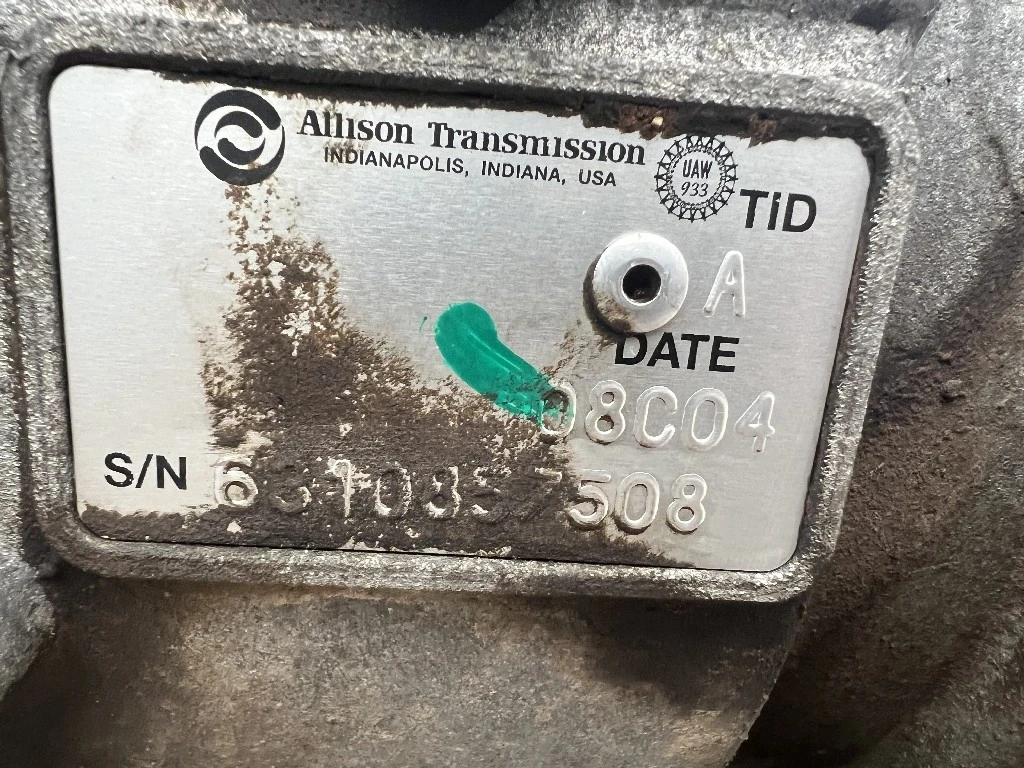 Allison Transmission
INDIANAPOLIS, INDIANA, USA
UAW
933
TID
A
DATE
08C04
S/N 6310857508